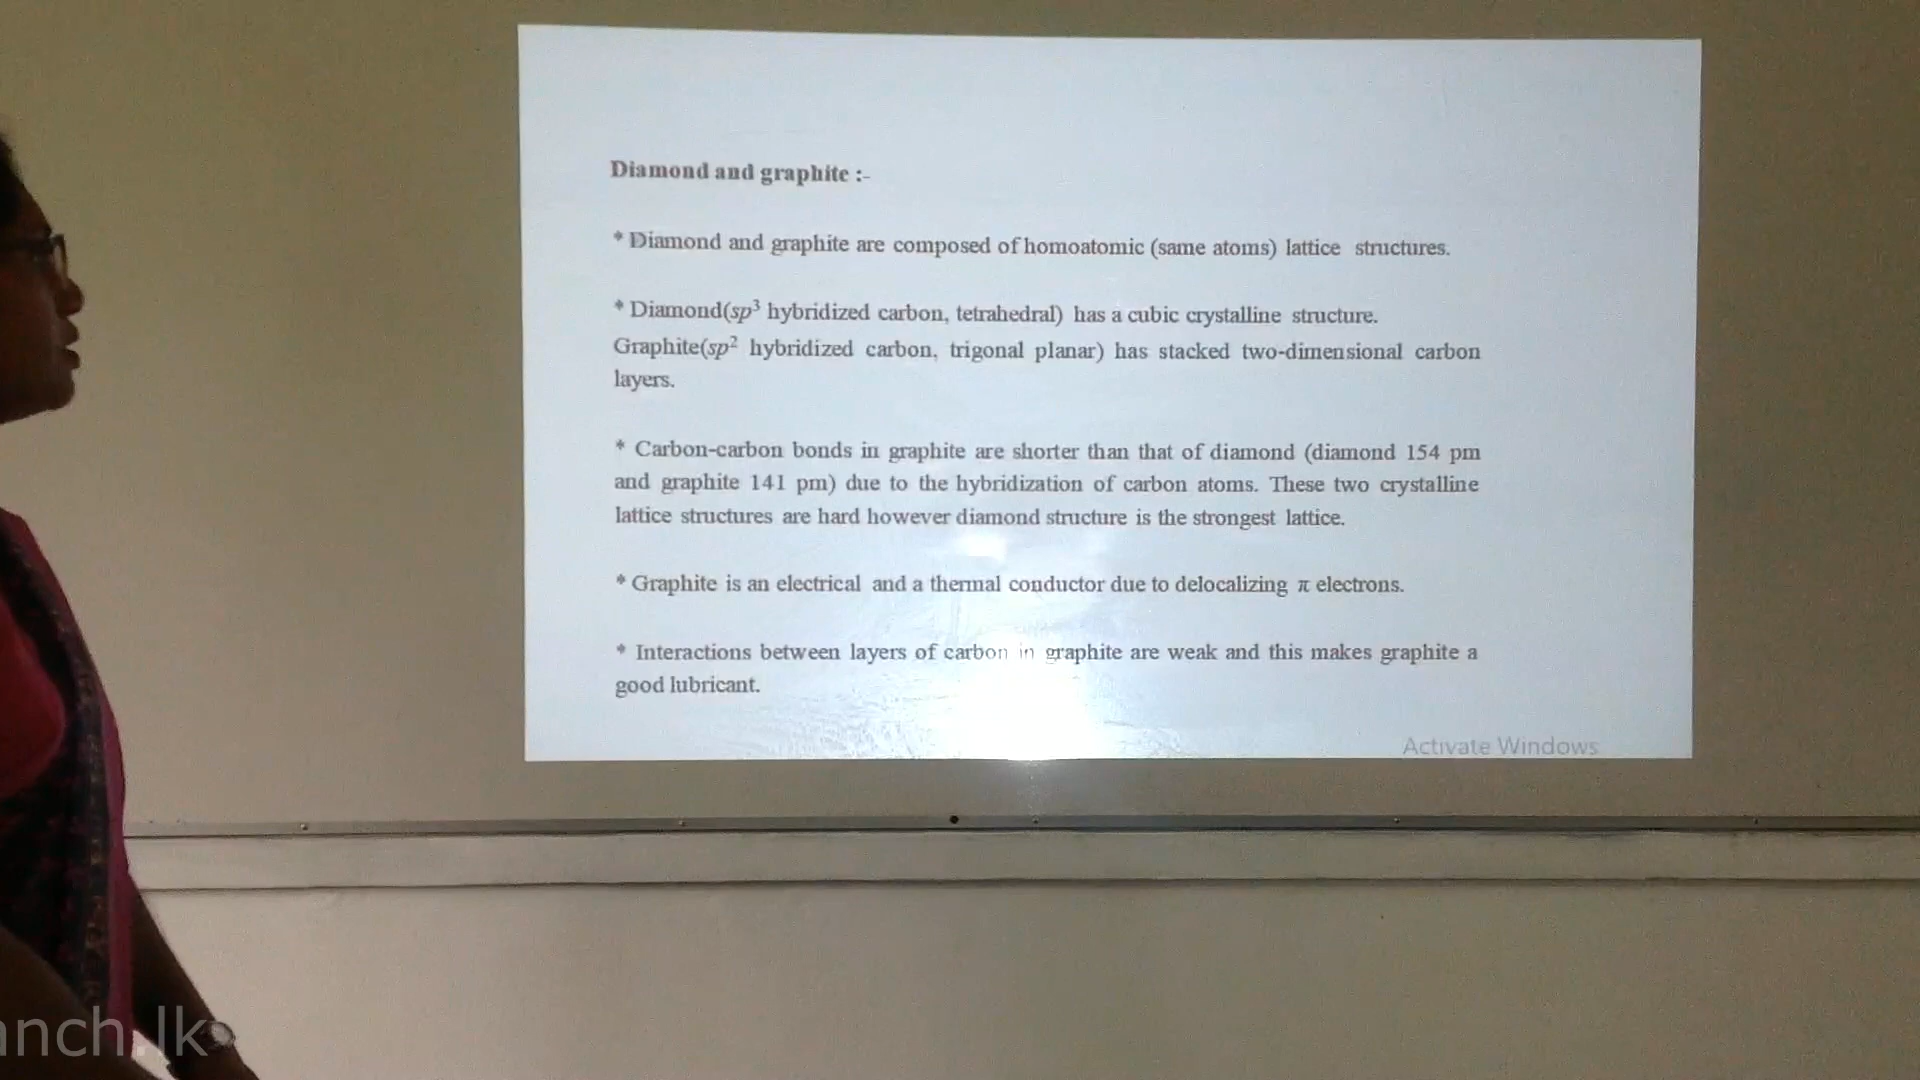 Diamond and graphite :-
* Diamond and graphite are composed of homoatomic (same atoms) lattice structures.
* Diamond(sp³ hybridized carbon, tetrahedral) has a cubic crystalline structure.
Graphite(sp² hybridized carbon, trigonal planar) has stacked two-dimensional carbon
layers.
* Carbon-carbon bonds in graphite are shorter than that of diamond (diamond 154 pm
and graphite 141 pm) due to the hybridization of carbon atoms. These two crystalline
lattice structures are hard however diamond structure is the strongest lattice.
* Graphite is an electrical and a thermal conductor due to delocalizing π electrons.
* Interactions between layers of carbon in graphite are weak and this makes graphite a
good lubricant.
Activate Windows
anch.lk